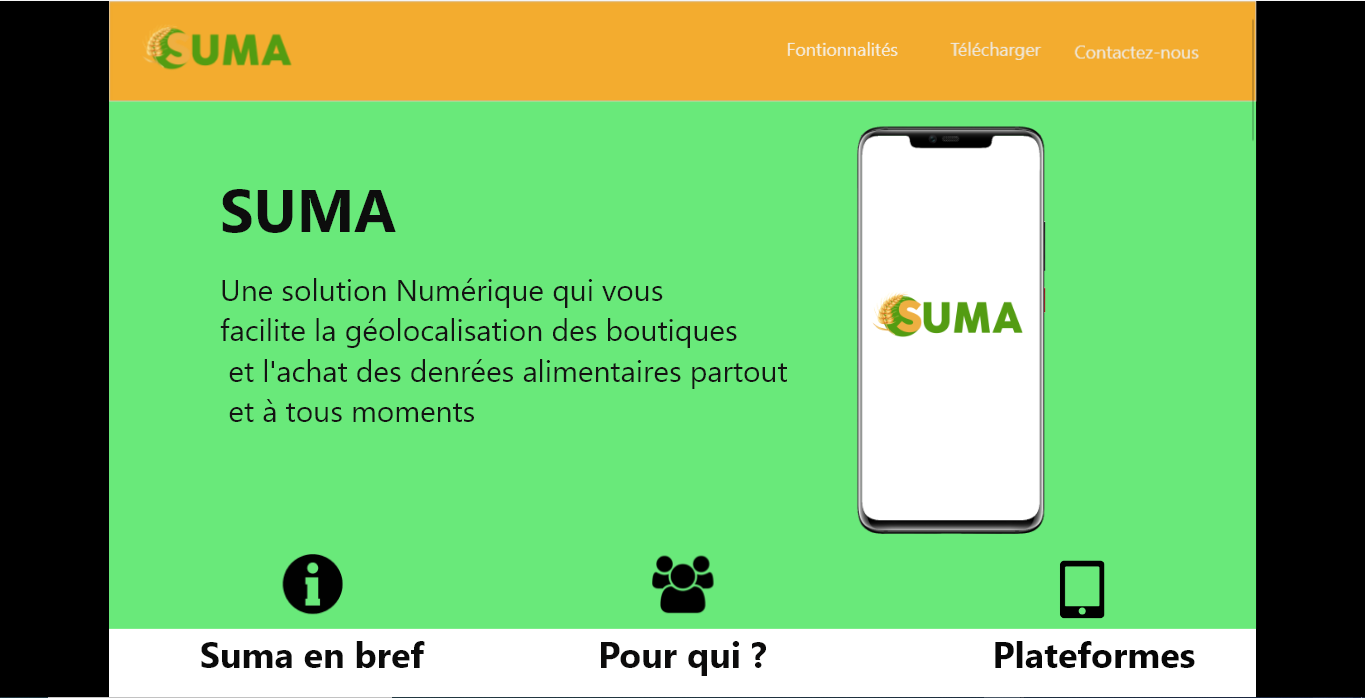 SUMA
Fontionnalités Télécharger Contactez-nous
SUMA
Une solution Numérique qui vous
facilite la géolocalisation des boutiques
et l'achat des denrées alimentaires partout
et à tous moments
SUMA
Suma en bref Pour qui ? Plateformes